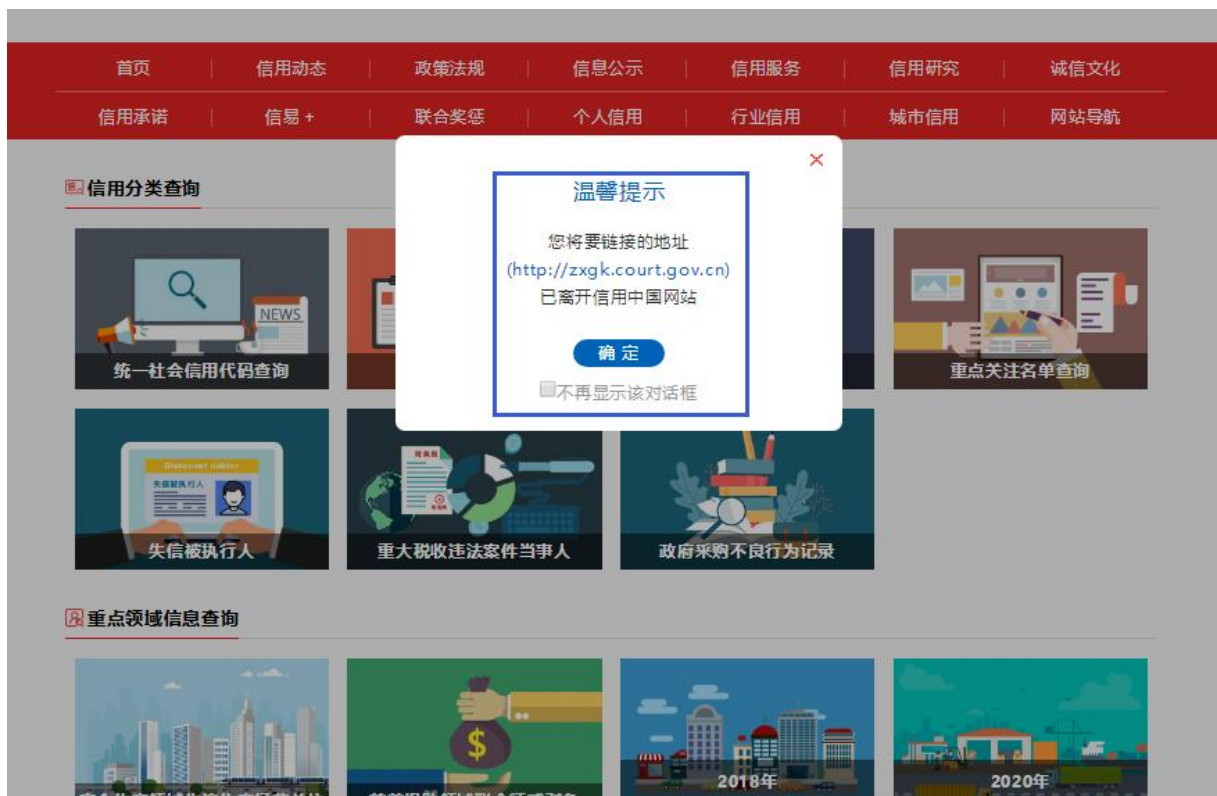 首页 信用动态 政策法规 信息公示 信用服务 信用研究 诚信文化
信用承诺 信易+ 联合奖惩 个人信用 行业信用 城市信用 网站导航
信用分类查询
温馨提示
您将要链接的地址
(http://zxgk.court.gov.cn)
已离开信用中国网站
确定
不再显示该对话框
NEWS
统一社会信用代码查询
重点关注名单查询
失信被执行人
失信被执行人
重大税收违法案件当事人
政府采购不良行为记录
重点领域信息查询
$
2018年
2020年